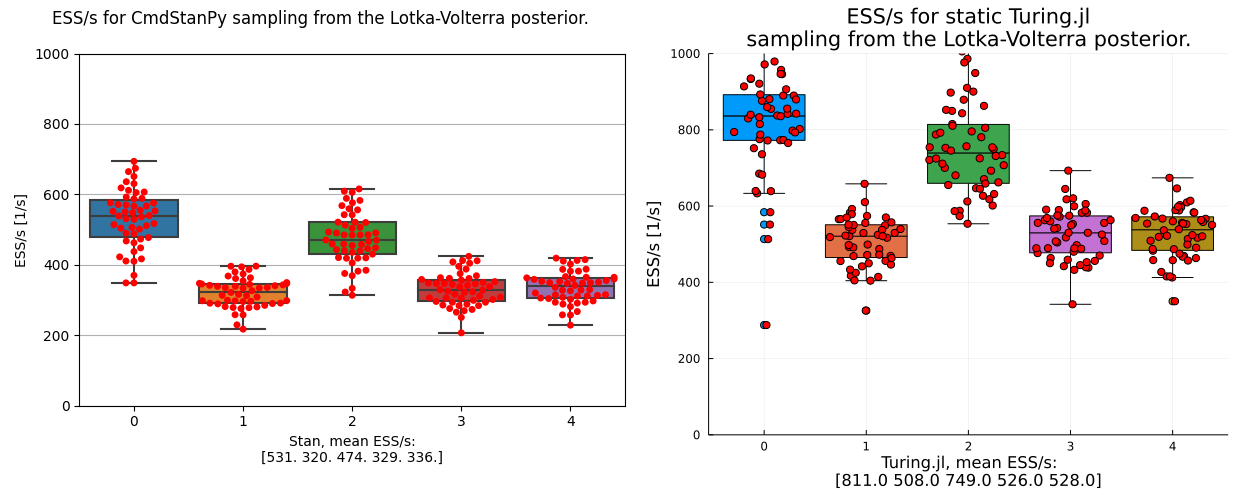 ESS/s for CmdStanPy sampling from the Lotka-Volterra posterior.
1000
800
600
400
200
0
ESS/s [1/s]
0 1 2 3 4
Stan, mean ESS/s:
[531. 320. 474. 329. 336.]
ESS/s for static Turing.jl
sampling from the Lotka-Volterra posterior.
1000
800
600
400
200
0
ESS/s [1/s]
0 1 2 3 4
Turing.jl, mean ESS/s:
[811.0 508.0 749.0 526.0 528.0]